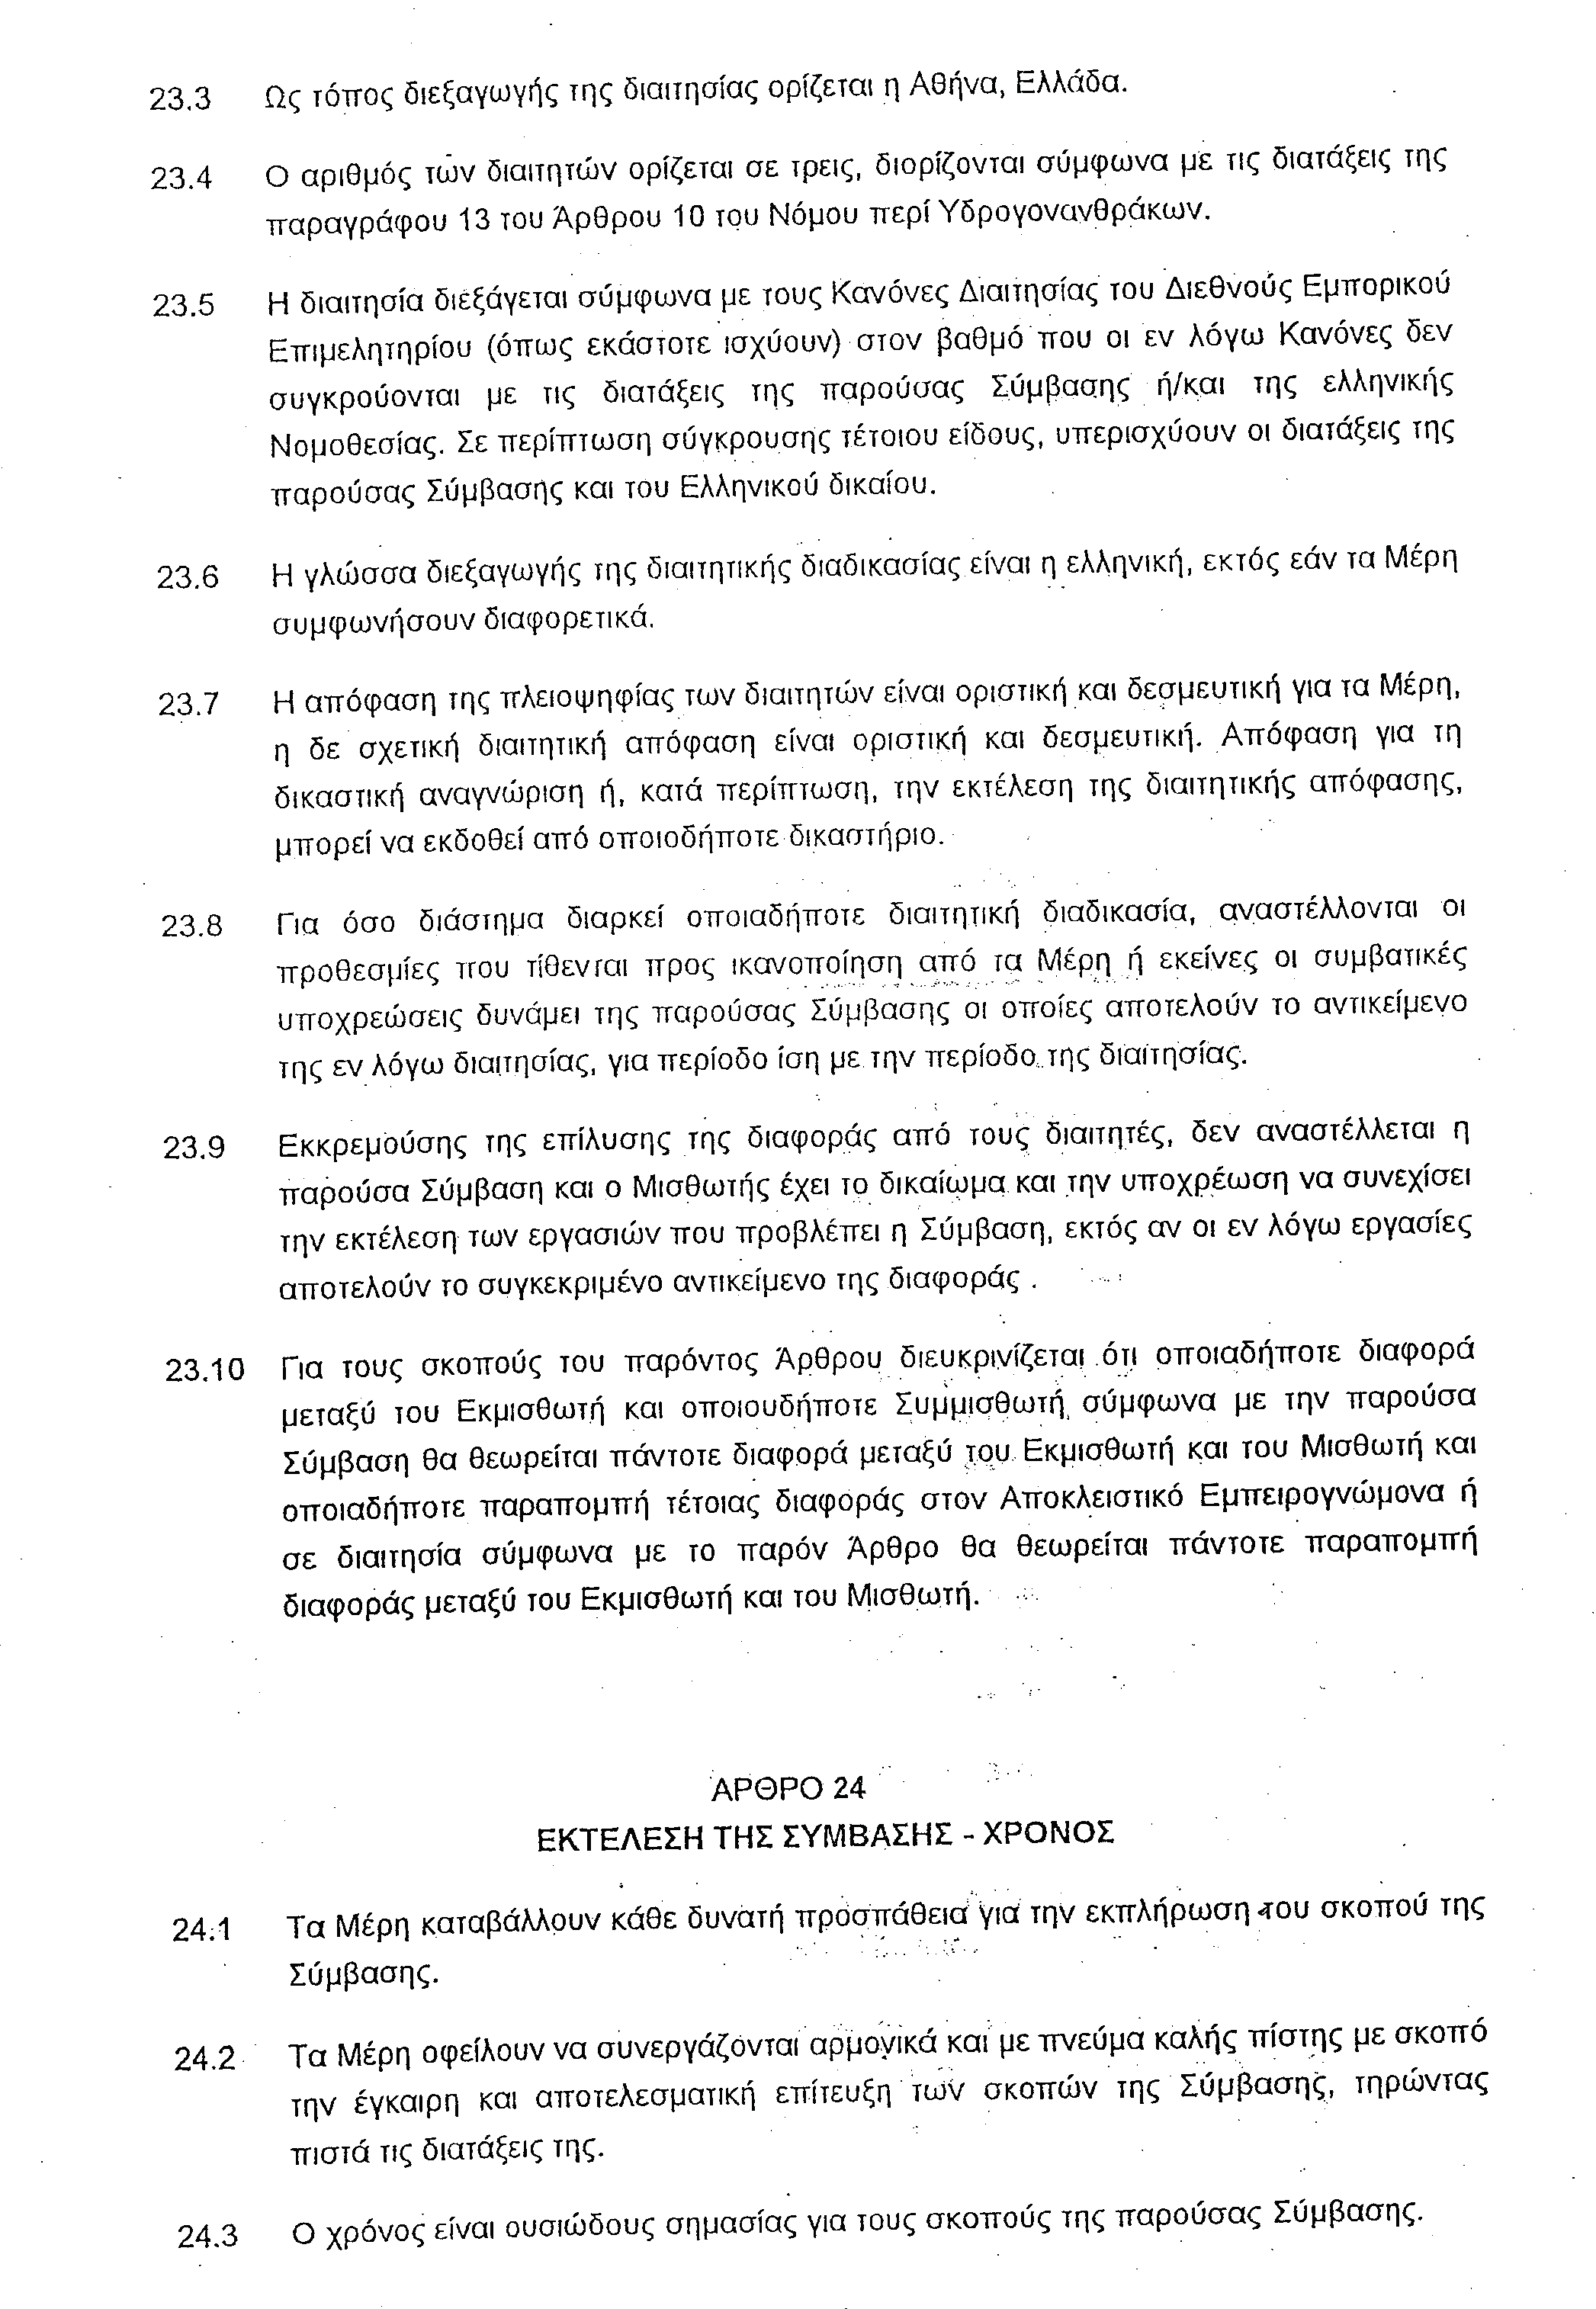 23.3 Ως τόπος διεξαγωγής της διαιτησίας ορίζεται η Αθήνα, Ελλάδα.
23.4 Ο αριθμός των διαιτητών ορίζεται σε τρεις, διορίζονται σύμφωνα με τις διατάξεις της
παραγράφου 13 του Άρθρου 10 του Νόμου περί Υδρογονανθράκων.
23.5 Η διαιτησία διεξάγεται σύμφωνα με τους Κανόνες Διαιτησίας του Διεθνούς Εμπορικού
Επιμελητηρίου (όπως εκάστοτε ισχύουν) στον βαθμό που οι εν λόγω Κανόνες δεν
συγκρούονται με τις διατάξεις της παρούσας Σύμβασης ή/και της ελληνικής
Νομοθεσίας. Σε περίπτωση σύγκρουσης τέτοιου είδους, υπερισχύουν οι διατάξεις της
παρούσας Σύμβασης και του Ελληνικού δικαίου.
23.6 Η γλώσσα διεξαγωγής της διαιτητικής διαδικασίας είναι η ελληνική, εκτός εάν τα Μέρη
συμφωνήσουν διαφορετικά.
23.7 Η απόφαση της πλειοψηφίας των διαιτητών είναι οριστική και δεσμευτική για τα Μέρη,
η δε σχετική διαιτητική απόφαση είναι οριστική και δεσμευτική. Απόφαση για τη
δικαστική αναγνώριση ή, κατά περίπτωση, την εκτέλεση της διαιτητικής απόφασης,
μπορεί να εκδοθεί από οποιοδήποτε δικαστήριο.
23.8 Για όσο διάστημα διαρκεί οποιαδήποτε διαιτητική διαδικασία, αναστέλλονται οι
προθεσμίες που τίθενται προς ικανοποίηση από τα Μέρη ή εκείνες οι συμβατικές
υποχρεώσεις δυνάμει της παρούσας Σύμβασης οι οποίες αποτελούν το αντικείμενο
της εν λόγω διαιτησίας, για περίοδο ίση με την περίοδο της διαιτησίας.
23.9 Εκκρεμούσης της επίλυσης της διαφοράς από τους διαιτητές, δεν αναστέλλεται η
παρούσα Σύμβαση και ο Μισθωτής έχει το δικαίωμα και την υποχρέωση να συνεχίσει
την εκτέλεση των εργασιών που προβλέπει η Σύμβαση, εκτός αν οι εν λόγω εργασίες
αποτελούν το συγκεκριμένο αντικείμενο της διαφοράς .
23.10 Για τους σκοπούς του παρόντος Άρθρου διευκρινίζεται ότι οποιαδήποτε διαφορά
μεταξύ του Εκμισθωτή και οποιουδήποτε Συμμισθωτή σύμφωνα με την παρούσα
Σύμβαση θα θεωρείται πάντοτε διαφορά μεταξύ του Εκμισθωτή και του Μισθωτή και
οποιαδήποτε παραπομπή τέτοιας διαφοράς στον Αποκλειστικό Εμπειρογνώμονα ή
σε διαιτησία σύμφωνα με το παρόν Άρθρο θα θεωρείται πάντοτε παραπομπή
διαφοράς μεταξύ του Εκμισθωτή και του Μισθωτή.
ΑΡΘΡΟ 24
ΕΚΤΕΛΕΣΗ ΤΗΣ ΣΥΜΒΑΣΗΣ - ΧΡΟΝΟΣ
24.1 Τα Μέρη καταβάλλουν κάθε δυνατή προσπάθεια για την εκπλήρωση του σκοπού της
Σύμβασης.
24.2 Τα Μέρη οφείλουν να συνεργάζονται αρμονικά και με πνεύμα καλής πίστης με σκοπό
την έγκαιρη και αποτελεσματική επίτευξη των σκοπών της Σύμβασης, τηρώντας
πιστά τις διατάξεις της.
24.3 Ο χρόνος είναι ουσιώδους σημασίας για τους σκοπούς της παρούσας Σύμβασης.